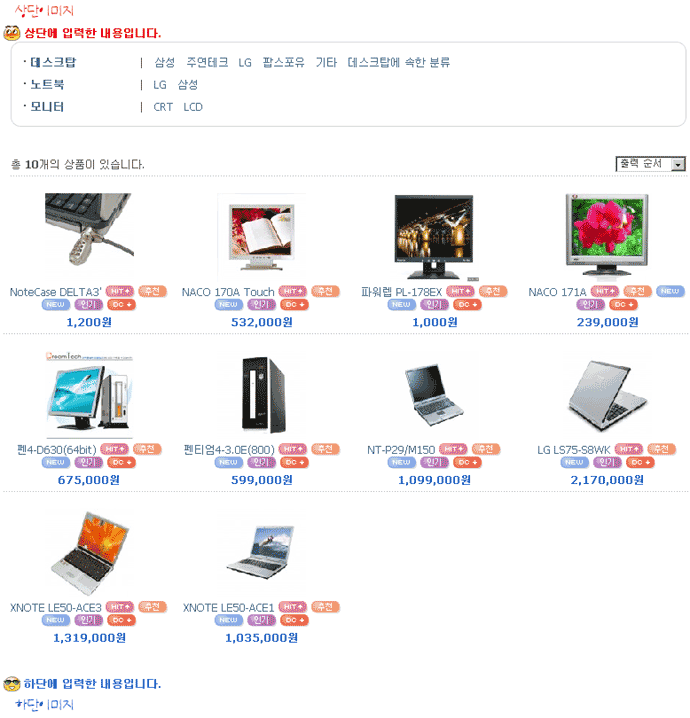 상단이미지
상단에 입력한 내용입니다.
· 데스크탑 | 삼성 주연테크 LG 팝스포유 기타 데스크탑에 속한 분류
· 노트북 | LG 삼성
· 모니터 | CRT LCD
총 10개의 상품이 있습니다. 출력 순서
NoteCase DELTA3' HIT 추천
NEW 인기 DC
1,200원
NACO 170A Touch HIT 추천
NEW 인기 DC
532,000원
파워렙 PL-178EX HIT 추천
NEW 인기 DC
1,000원
NACO 171A HIT 추천 NEW
인기 DC
239,000원
DreamTech
펜4-D630(64bit) HIT 추천
NEW 인기 DC
675,000원
펜티엄4-3.0E(800) HIT 추천
NEW 인기 DC
599,000원
NT-P29/M150 HIT 추천
NEW 인기 DC
1,099,000원
LG LS75-S8WK HIT 추천
NEW 인기 DC
2,170,000원
XNOTE LE50-ACE3 HIT 추천
NEW 인기 DC
1,319,000원
XNOTE LE50-ACE1 HIT 추천
NEW 인기 DC
1,035,000원
하단에 입력한 내용입니다.
하단이미지